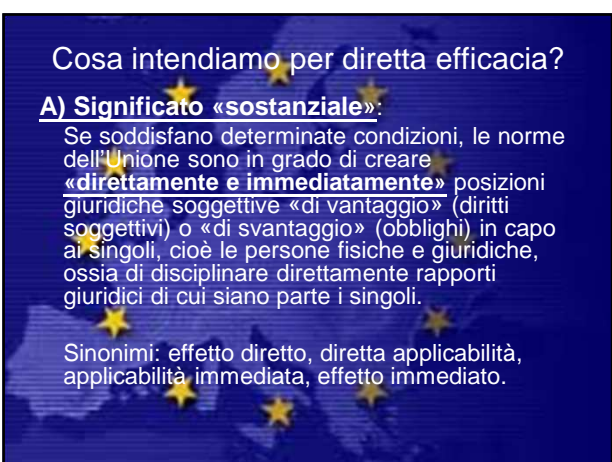 Cosa intendiamo per diretta efficacia?
A) Significato «sostanziale»:
Se soddisfano determinate condizioni, le norme
dell'Unione sono in grado di creare
«direttamente e immediatamente» posizioni
giuridiche soggettive «di vantaggio» (diritti
soggettivi) o «di svantaggio» (obblighi) in capo
ai singoli, cioè le persone fisiche e giuridiche,
ossia di disciplinare direttamente rapporti
giuridici di cui siano parte i singoli.
Sinonimi: effetto diretto, diretta applicabilità,
applicabilità immediata, effetto immediato.